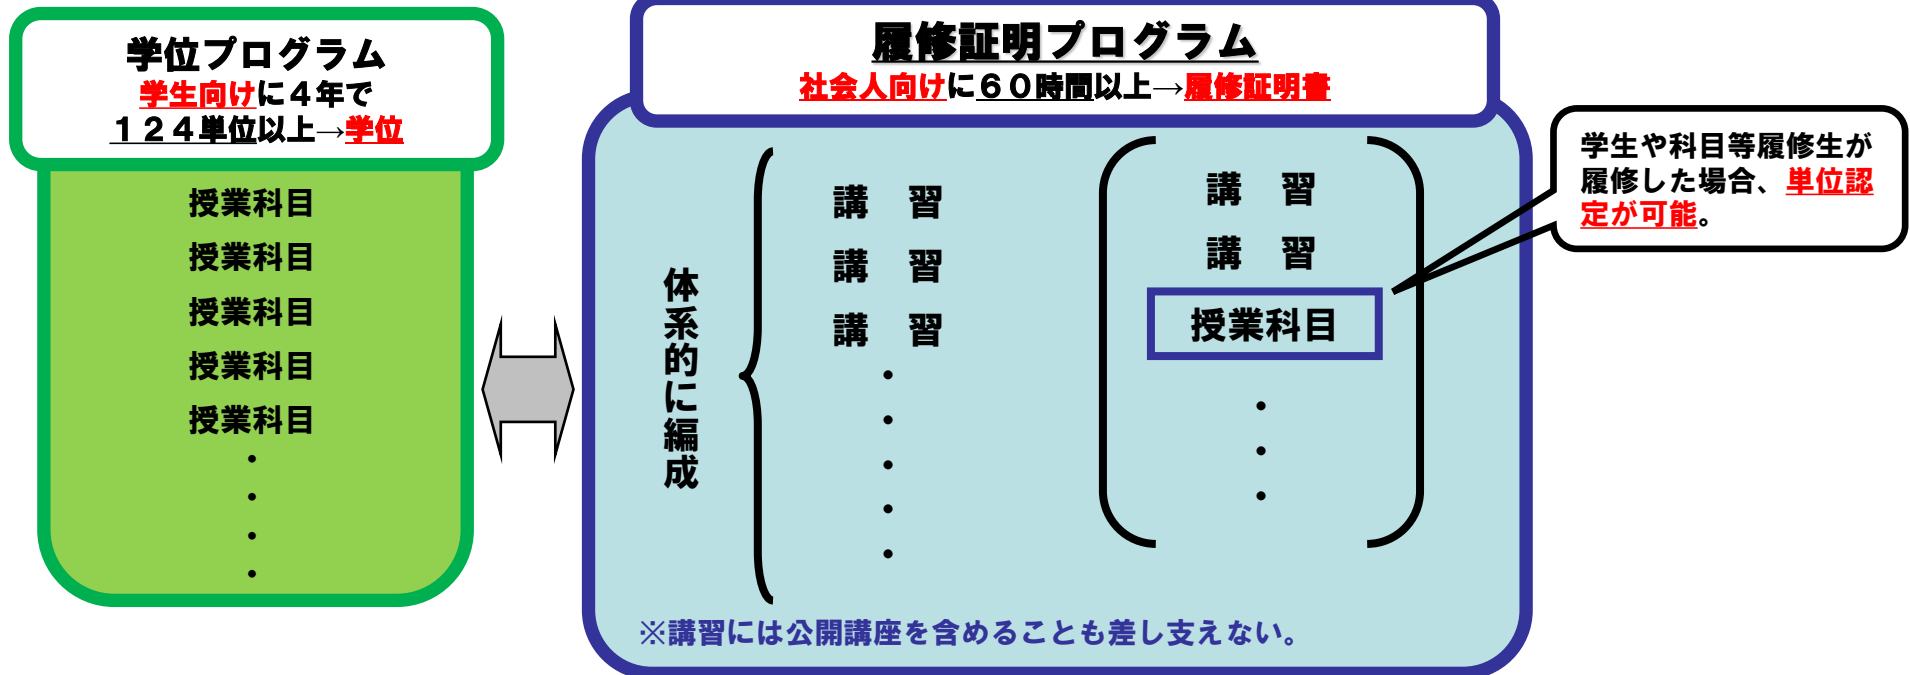 学位プログラム
学生向けに４年で
１２４単位以上→学位
授業科目
授業科目
授業科目
授業科目
授業科目
・
・
・
・
履修証明プログラム
社会人向けに６０時間以上→履修証明書
体系的に編成
講　習
講　習
講　習
・
・
・
・
・
講　習
講　習
授業科目
・
・
・
※講習には公開講座を含めることも差し支えない。
学生や科目等履修生が
履修した場合、単位認
定が可能。